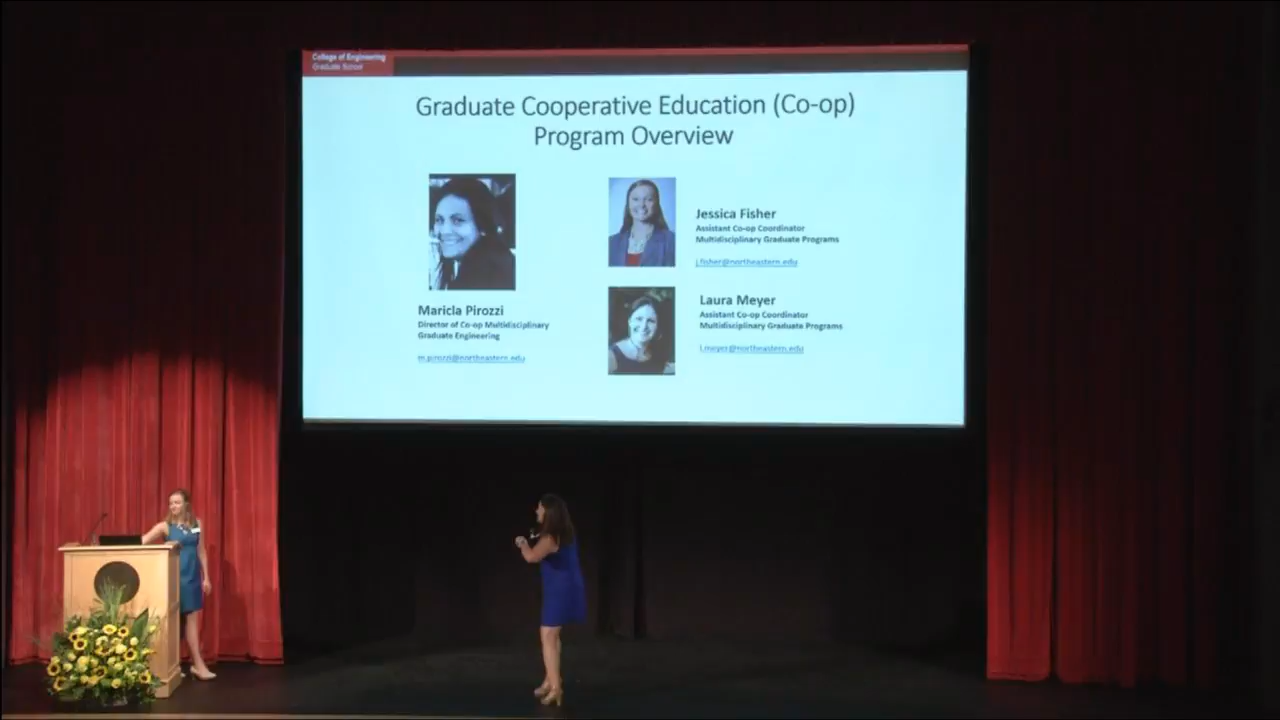 College of Engineering
Graduate School
Graduate Cooperative Education (Co-op)
Program Overview
Maricla Pirozzi
Director of Co-op Multidisciplinary
Graduate Engineering
m.pirozzi@northeastern.edu
Jessica Fisher
Assistant Co-op Coordinator
Multidisciplinary Graduate Programs
j.fisher@northeastern.edu
Laura Meyer
Assistant Co-op Coordinator
Multidisciplinary Graduate Programs
l.meyer@northeastern.edu